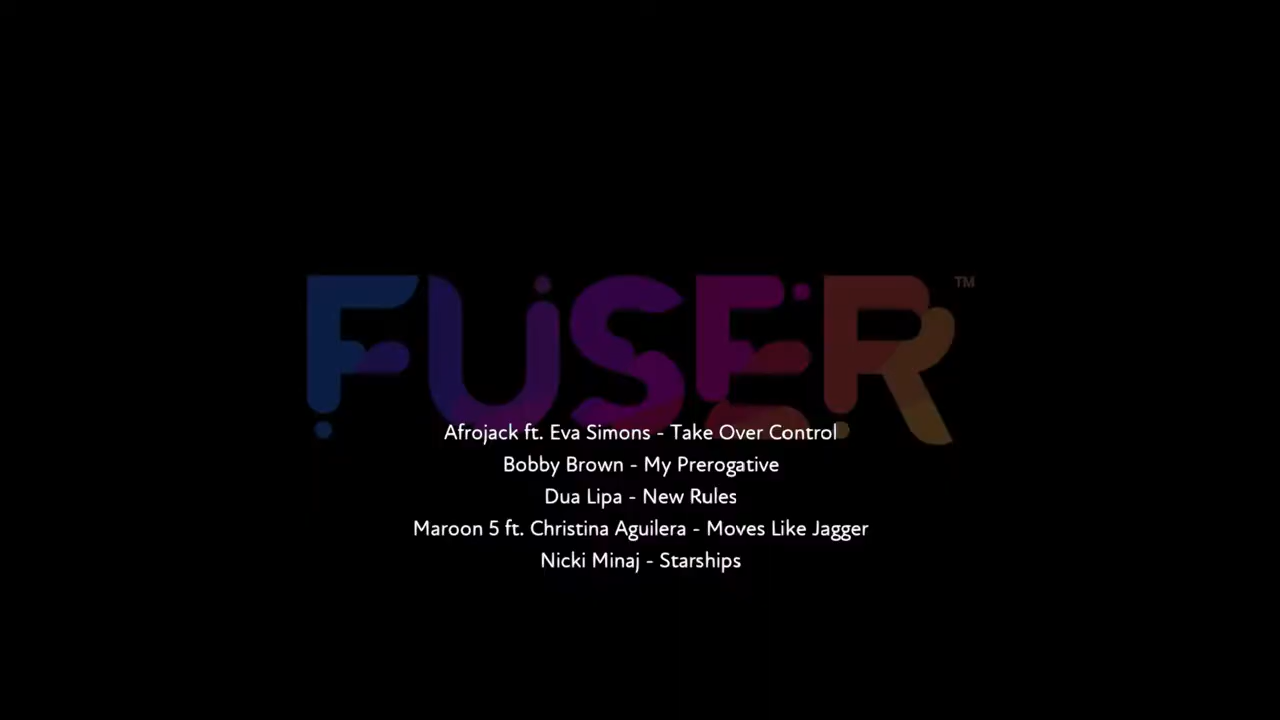 FUSER™
Afrojack ft. Eva Simons - Take Over Control
Bobby Brown - My Prerogative
Dua Lipa - New Rules
Maroon 5 ft. Christina Aguilera - Moves Like Jagger
Nicki Minaj - Starships